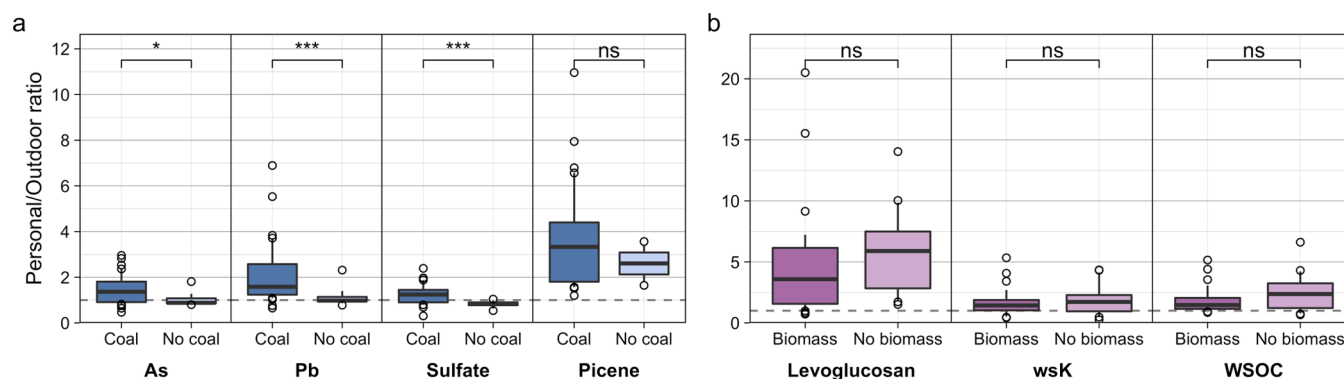 a
b
* *** *** ns
ns ns ns
Personal/Outdoor ratio
12
10
8
6
4
2
0
20
15
10
5
0
Coal No coal Coal No coal Coal No coal Coal No coal
As Pb Sulfate Picene
Biomass No biomass Biomass No biomass Biomass No biomass
Levoglucosan wsK WSOC